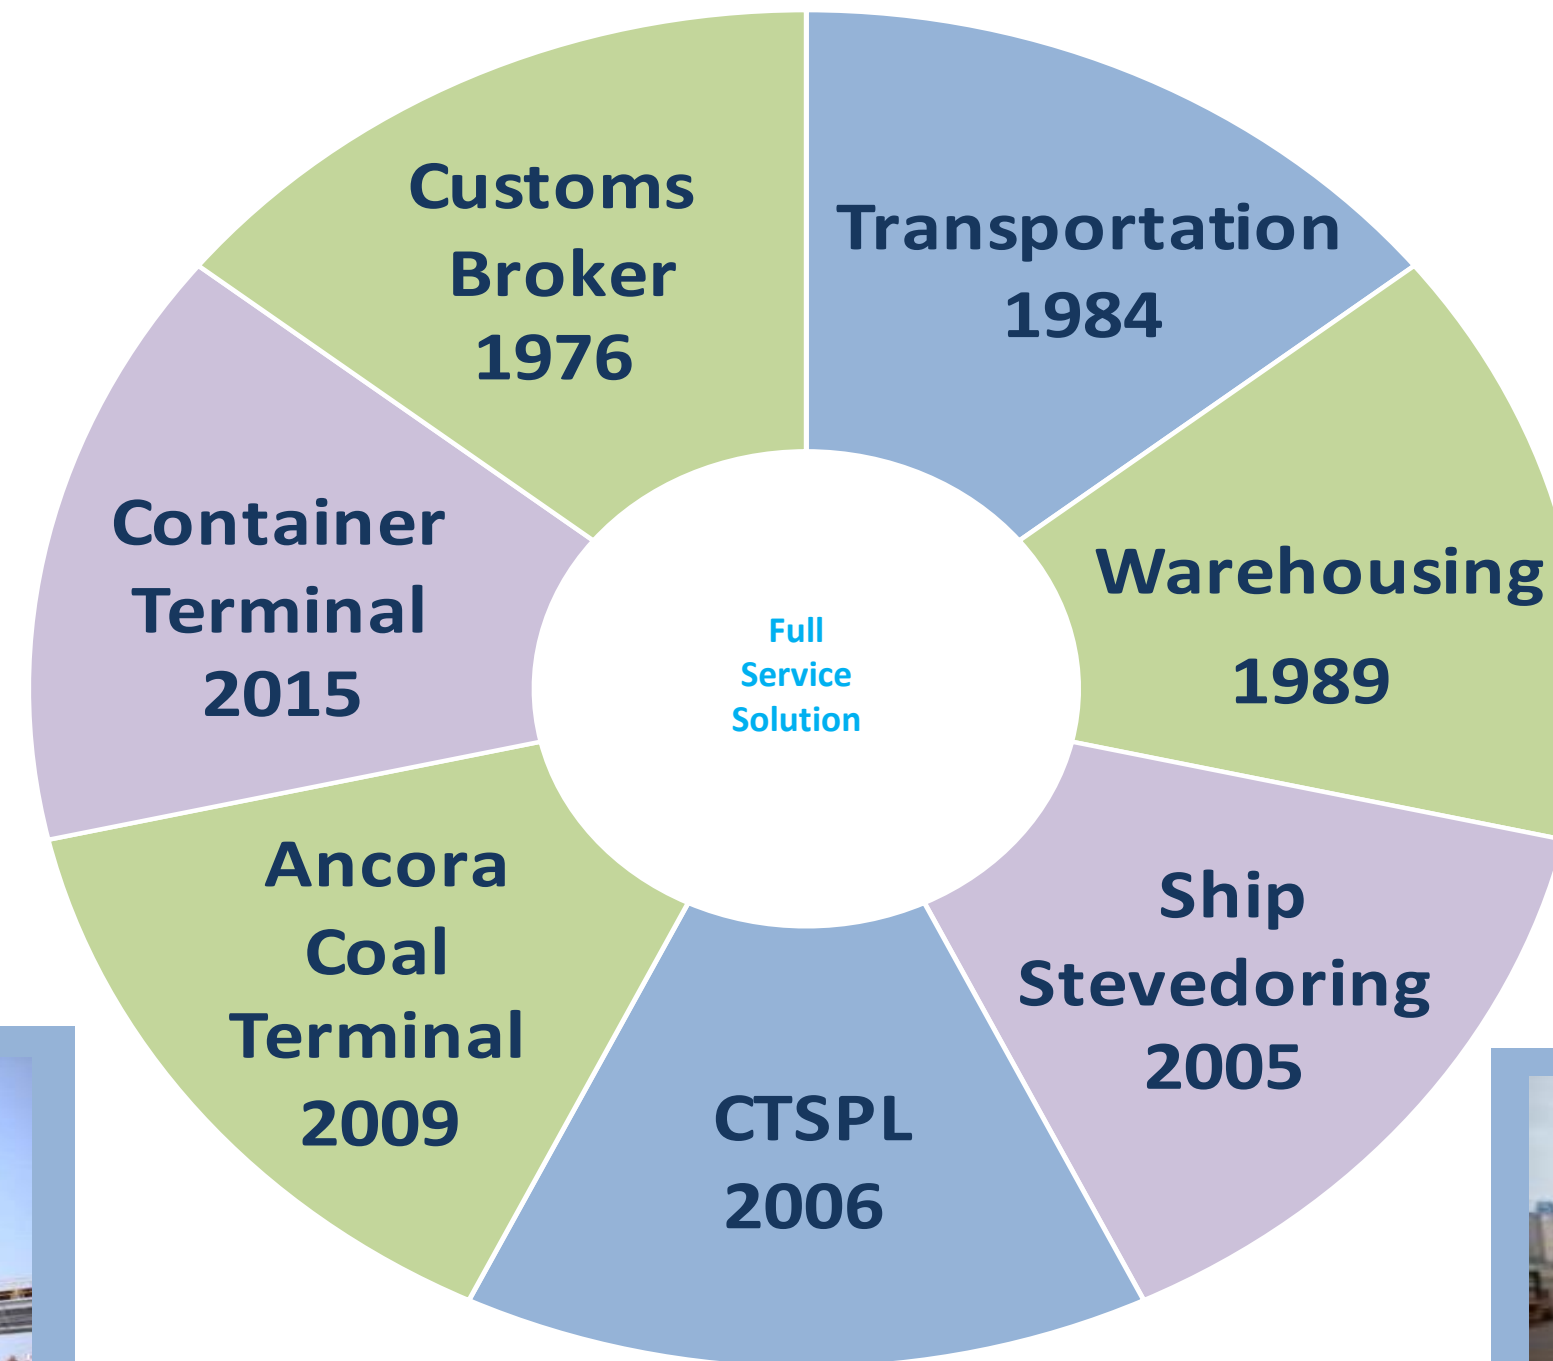 Customs
Broker
1976
Transportation
1984
Warehousing
1989
Ship
Stevedoring
2005
CTSPL
2006
Ancora
Coal
Terminal
2009
Container
Terminal
2015
Full
Service
Solution